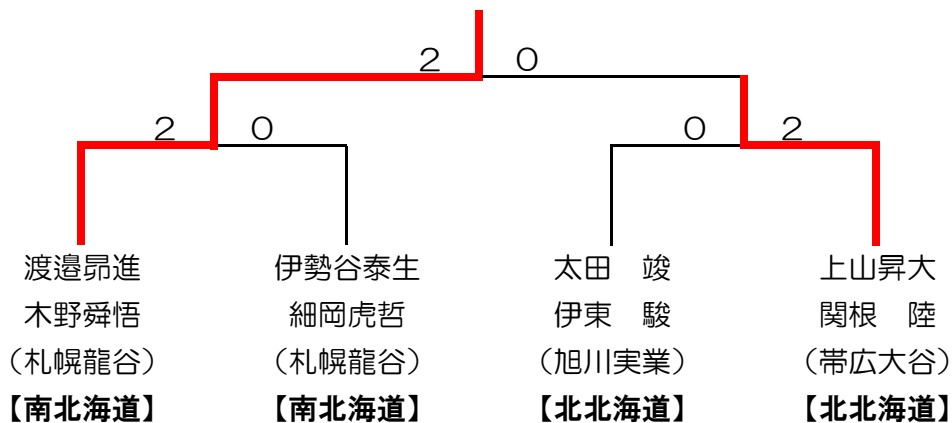 2 0
2 0 0 2
渡邉昴進 伊勢谷泰生 太田 竣 上山昇大
木野舜悟 細岡虎哲 伊東 駿 関根 陸
(札幌龍谷) (札幌龍谷) (旭川実業) (帯広大谷)
【南北海道】 【南北海道】 【北北海道】 【北北海道】